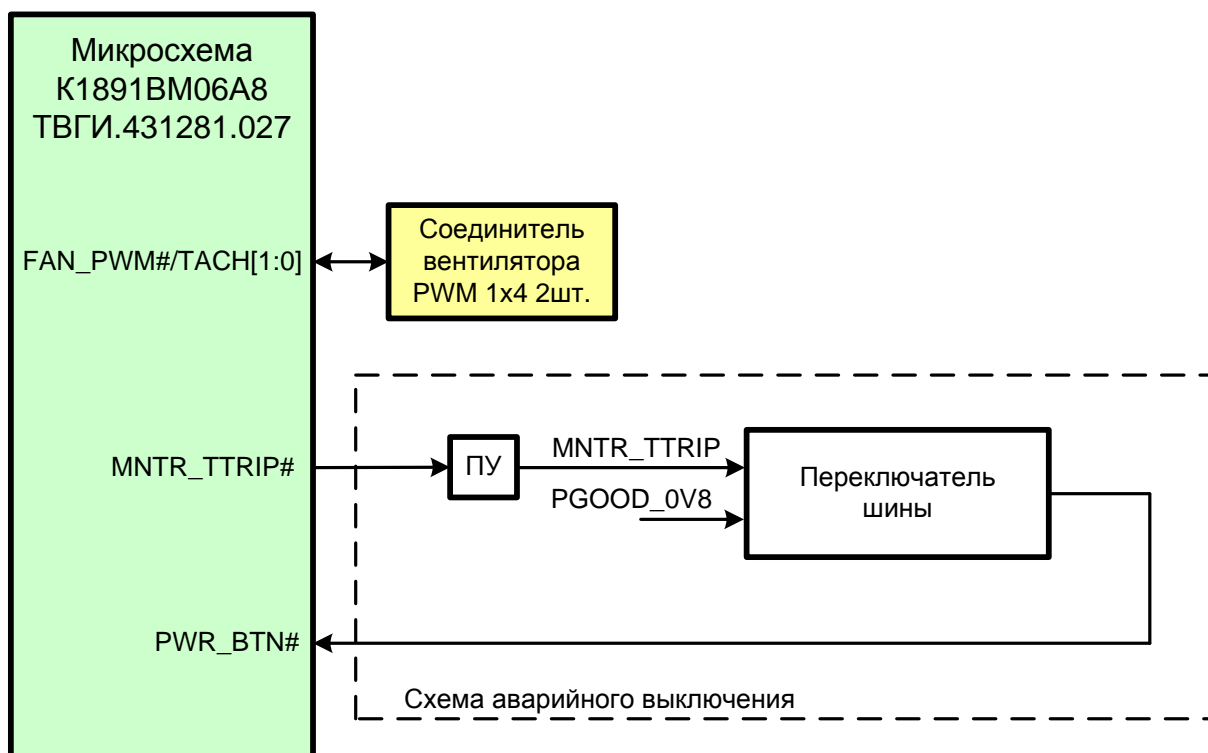 Микросхема
К1891ВМ06А8
ТВГИ.431281.027
FAN_PWM#/TACH[1:0]
Соединитель
вентилятора
PWM 1x4 2шт.
MNTR_TTRIP#
ПУ
MNTR_TTRIP
PGOOD_0V8
Переключатель
шины
PWR_BTN#
Схема аварийного выключения